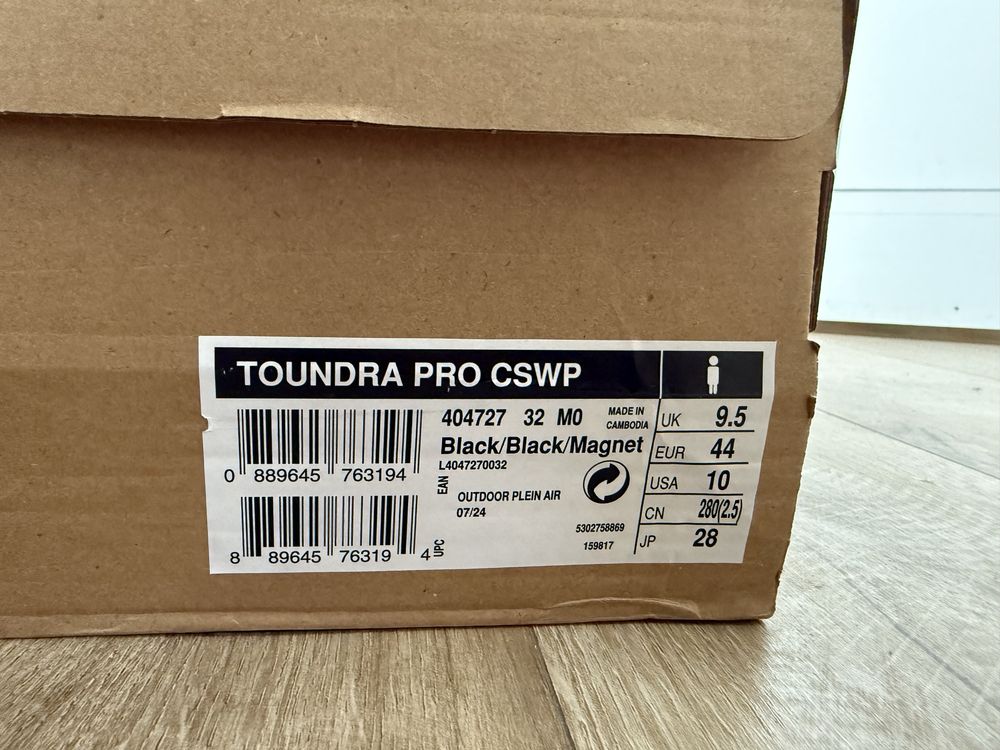 TOUNDRA PRO CSWP
0 889645 763194
8 89645 76319 4
EAN
UPC
404727 32 M0
MADE IN
CAMBODIA
Black/Black/Magnet
L4047270032
OUTDOOR PLEIN AIR
07/24
5302758869
159817
UK 9.5
EUR 44
USA 10
CN 280(2.5)
JP 28